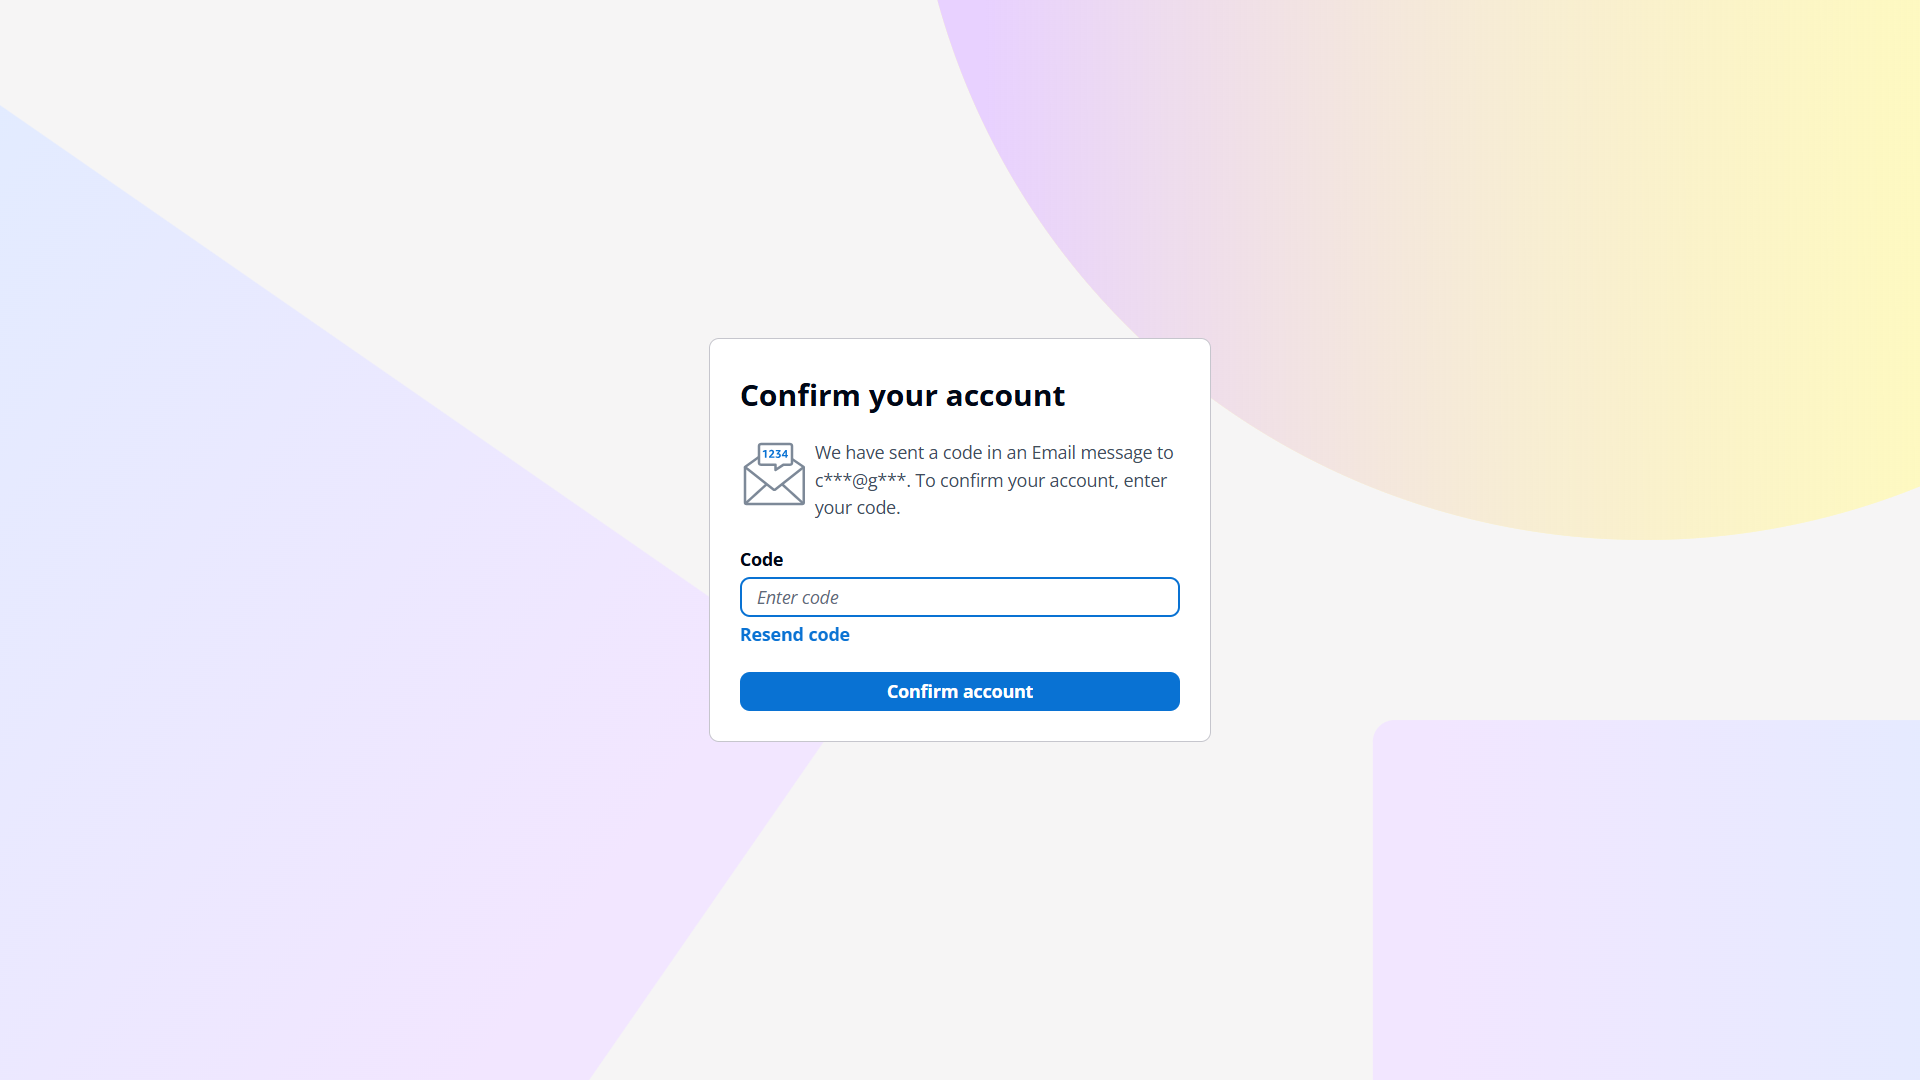 Confirm your account
1234
We have sent a code in an Email message to
c***@g***. To confirm your account, enter
your code.
Code
Enter code
Resend code
Confirm account